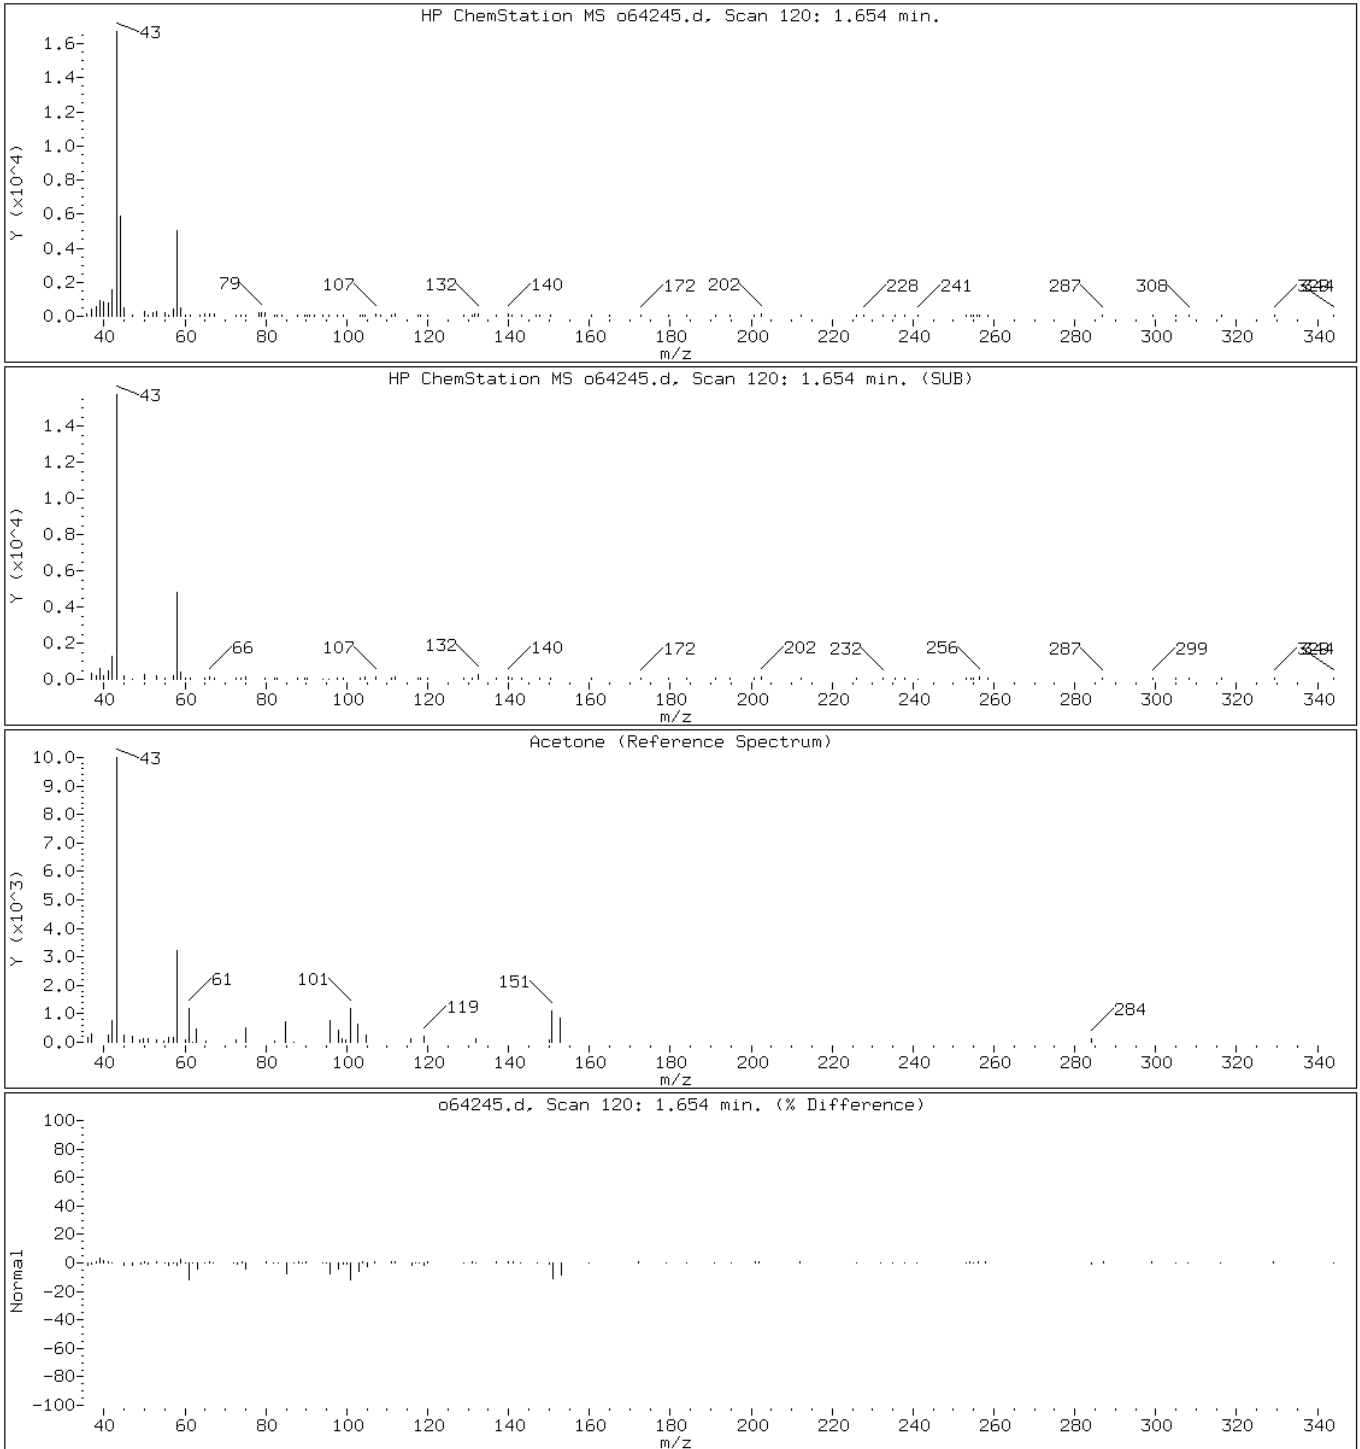 HP ChemStation MS o64245.d, Scan 120: 1.654 min.
43
1.6-
1.4-
1.2-
1.0-
0.8-
0.6-
0.4-
0.2-
0.0-
Y (x10^4)
79 107 132 140 172 202 228 241 287 308 344
40 60 80 100 120 140 160 180 200 220 240 260 280 300 320 340
m/z
HP ChemStation MS o64245.d, Scan 120: 1.654 min. (SUB)
43
1.4-
1.2-
1.0-
0.8-
0.6-
0.4-
0.2-
0.0-
Y (x10^4)
66 107 132 140 172 202 232 256 287 299 344
40 60 80 100 120 140 160 180 200 220 240 260 280 300 320 340
m/z
Acetone (Reference Spectrum)
43
10.0-
9.0-
8.0-
7.0-
6.0-
5.0-
4.0-
3.0-
2.0-
1.0-
0.0-
Y (x10^3)
61 101 119 151 284
40 60 80 100 120 140 160 180 200 220 240 260 280 300 320 340
m/z
o64245.d, Scan 120: 1.654 min. (% Difference)
100-
80-
60-
40-
20-
0-
-20-
-40-
-60-
-80-
-100-
Normal
40 60 80 100 120 140 160 180 200 220 240 260 280 300 320 340
m/z